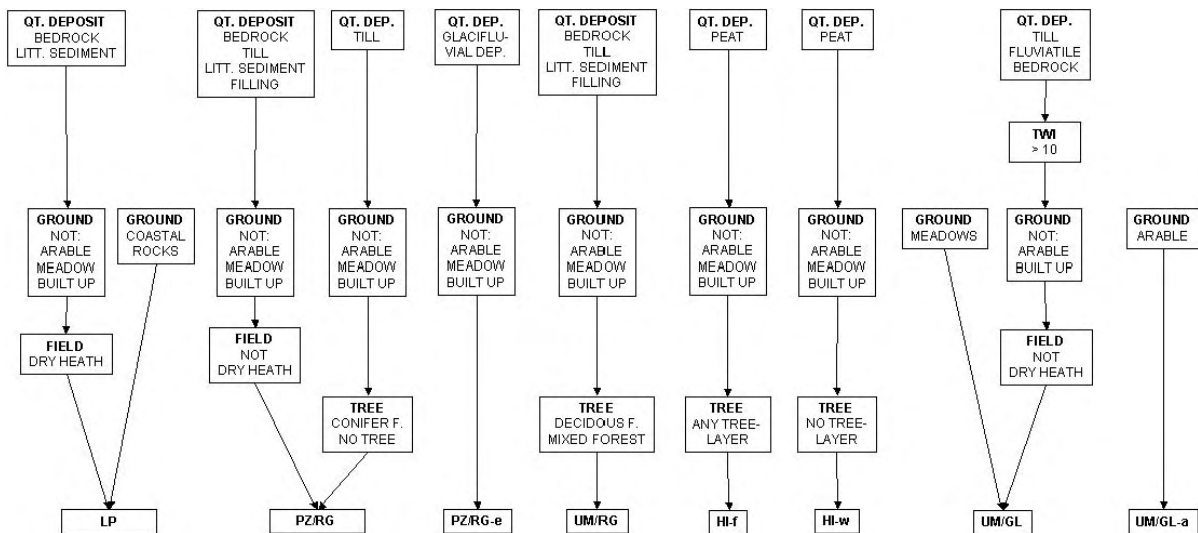 QT. DEPOSIT
BEDROCK
LITT. SEDIMENT
QT. DEPOSIT
BEDROCK
TILL
LITT. SEDIMENT
FILLING
QT. DEP.
TILL
QT. DEP.
GLACIFLU-
VIAL DEP.
QT. DEPOSIT
BEDROCK
TILL
LITT. SEDIMENT
FILLING
QT. DEP.
PEAT
QT. DEP.
PEAT
QT. DEP.
TILL
FLUVIATILE
BEDROCK
TWI
> 10
GROUND
NOT:
ARABLE
MEADOW
BUILT UP
GROUND
COASTAL
ROCKS
GROUND
NOT:
ARABLE
MEADOW
BUILT UP
GROUND
NOT:
ARABLE
MEADOW
BUILT UP
GROUND
NOT:
ARABLE
MEADOW
BUILT UP
GROUND
NOT:
ARABLE
MEADOW
BUILT UP
GROUND
NOT:
ARABLE
MEADOW
BUILT UP
GROUND
NOT:
ARABLE
MEADOW
BUILT UP
GROUND
MEADOWS
GROUND
NOT:
ARABLE
BUILT UP
GROUND
ARABLE
FIELD
DRY HEATH
FIELD
NOT
DRY HEATH
FIELD
NOT
DRY HEATH
TREE
CONIFER F.
NO TREE
TREE
DECIDOUS F.
MIXED FOREST
TREE
ANY TREE-
LAYER
TREE
NO TREE-
LAYER
LP
PZ/RG
PZ/RG-e
UM/RG
HI-f
HI-w
UM/GL
UM/GL-a